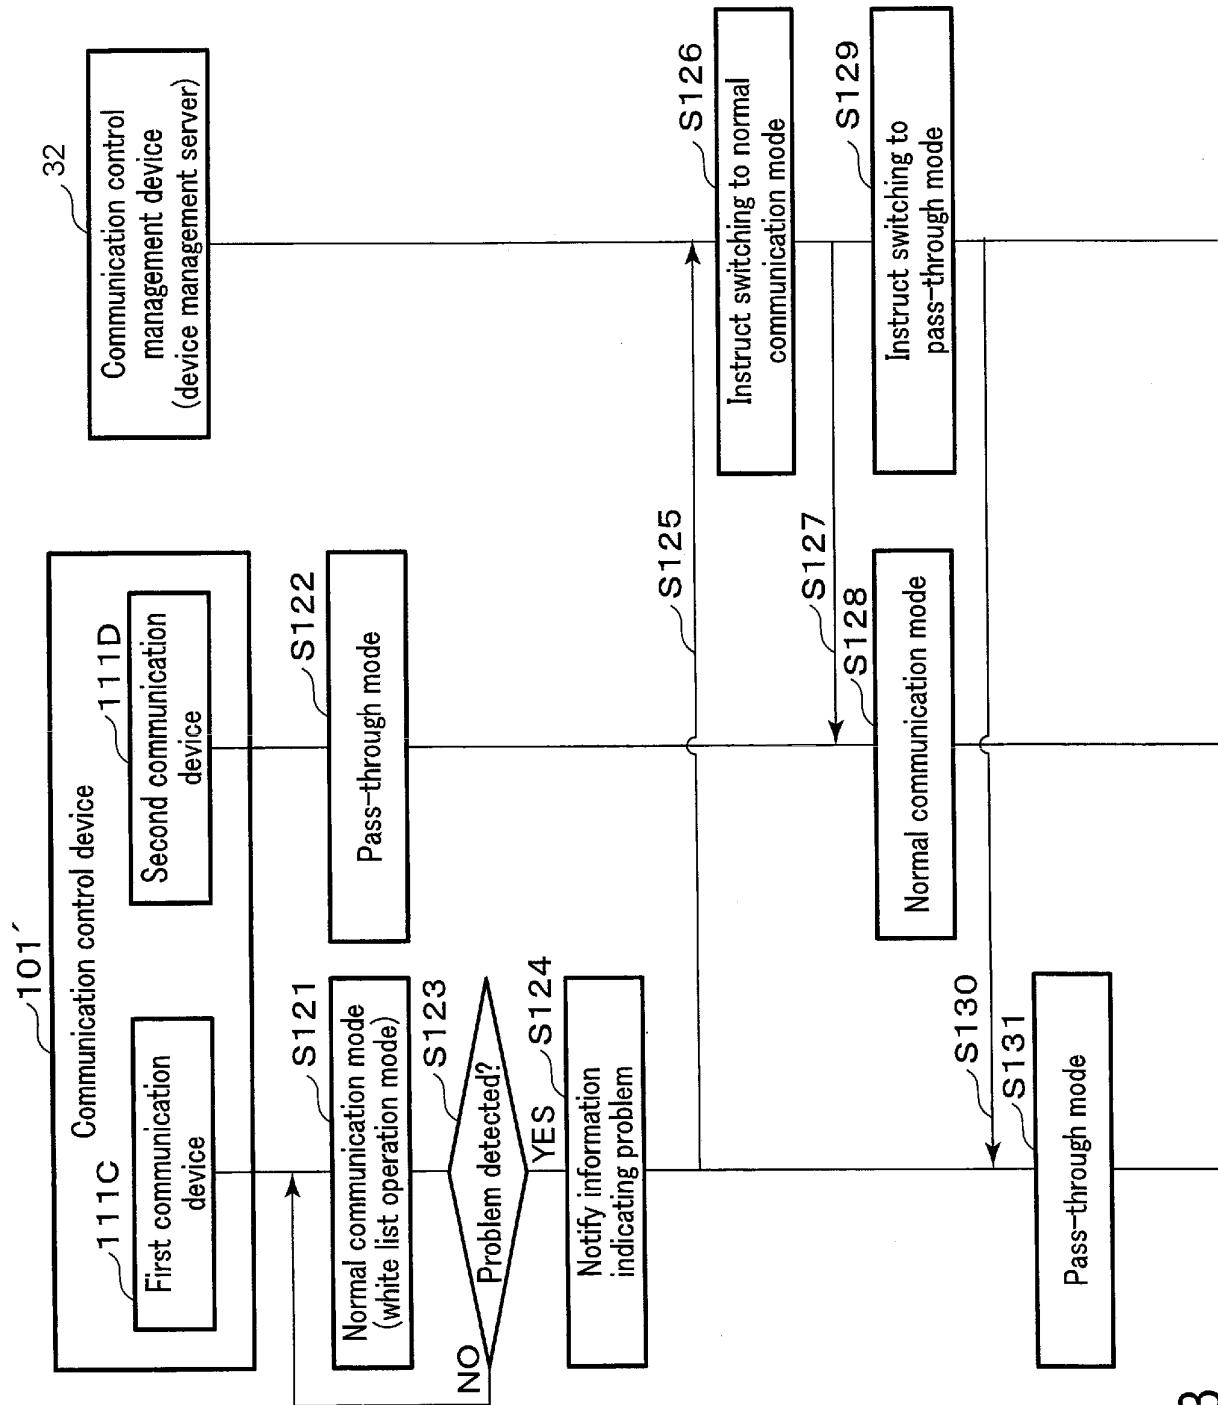 101´
Communication control device
111C
First communication
device
111D
Second communication
device
32
Communication control
management device
(device management server)
S121
Normal communication mode
(white list operation mode)
S122
Pass-through mode
S123
Problem detected?
NO
YES
S124
Notify information
indicating problem
S125
S126
Instruct switching to normal
communication mode
S127
S128
Normal communication mode
S129
Instruct switching to
pass-through mode
S130
S131
Pass-through mode